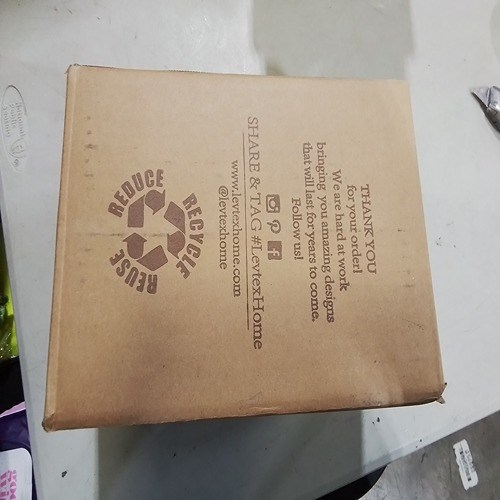 THANK YOU
for your order!
We are hard at work
bringing you amazing designs
that will last for years to come.
Follow us!
SHARE & TAG #LevtexHome
www.levtexhome.com
@levtexhome
REDUCE
RECYCLE
REUSE